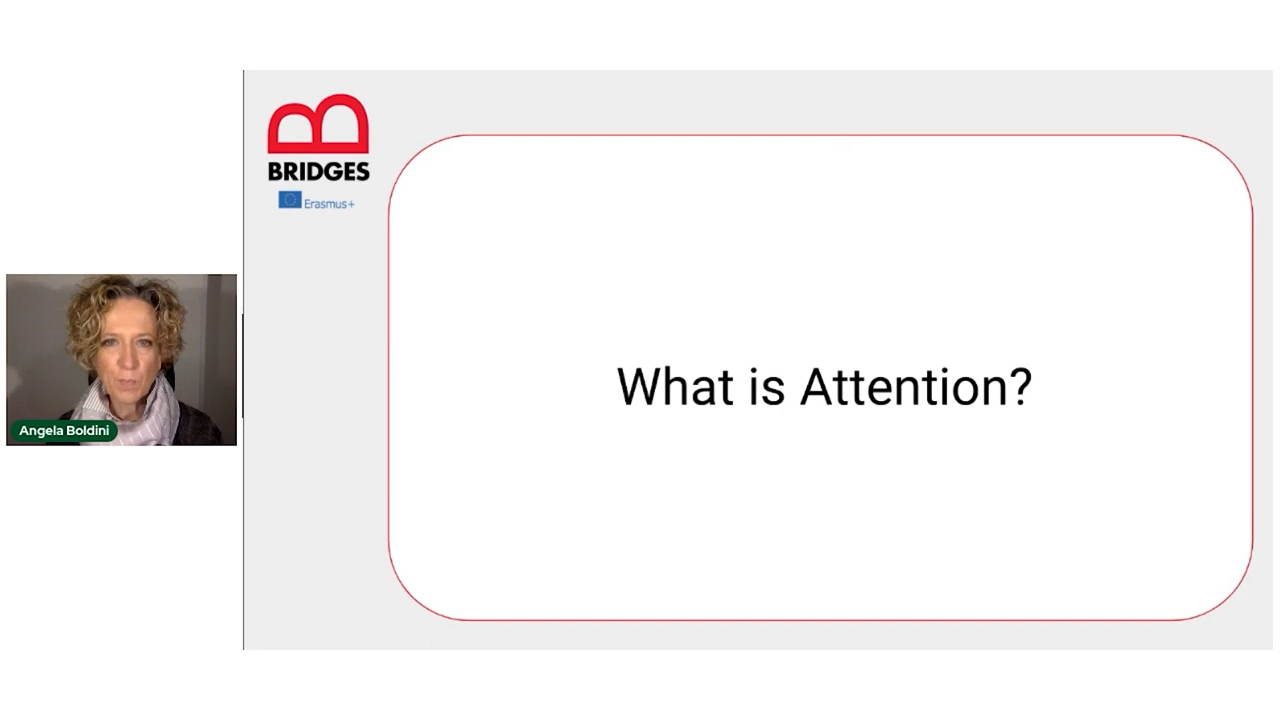 BRIDGES
Erasmus+
What is Attention?
Angela Boldini